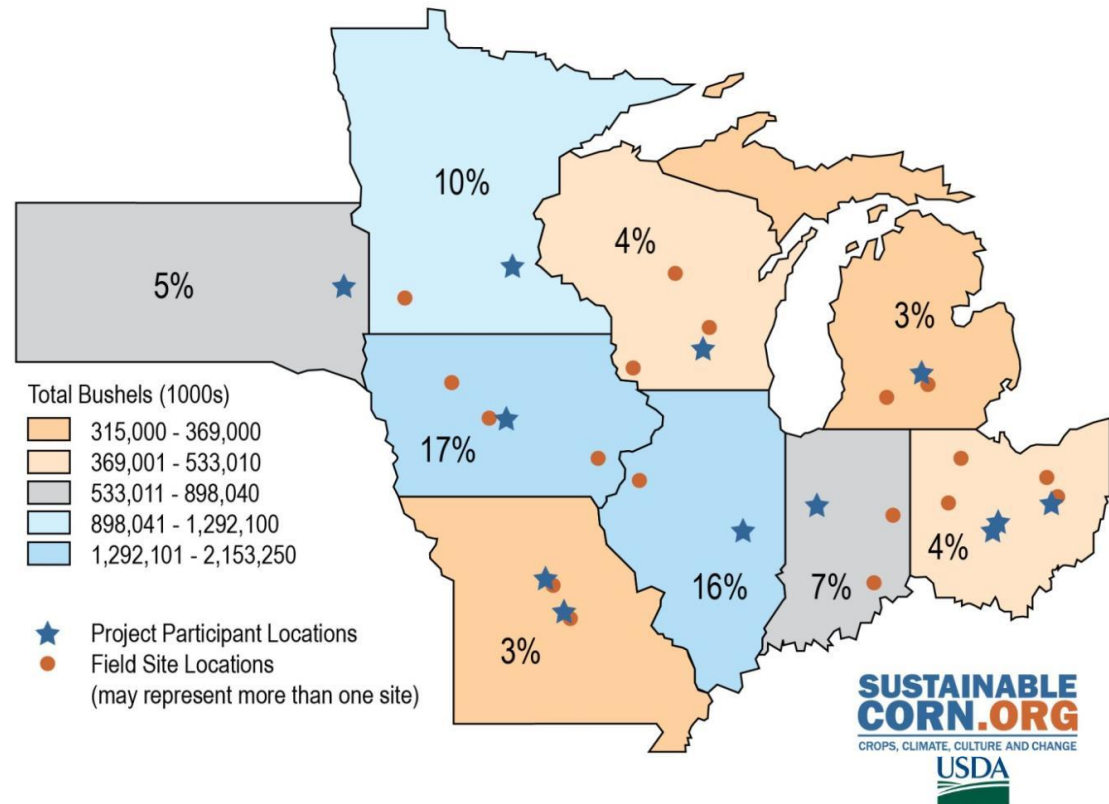 10%
4%
5%
3%
Total Bushels (1000s)
315,000 - 369,000
369,001 - 533,010
533,011 - 898,040
898,041 - 1,292,100
1,292,101 - 2,153,250
17%
16%
7%
4%
3%
Project Participant Locations
Field Site Locations
(may represent more than one site)
SUSTAINABLE
CORN.ORG
CROPS, CLIMATE, CULTURE AND CHANGE
USDA